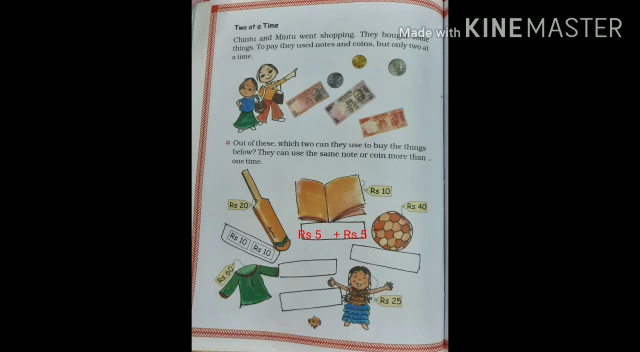 Made with KINEMASTER
Two at a Time
Chintu and Mintu went shopping. They bought some
things. To pay they used notes and coins, but only two at
a time.
Out of these, which two can they use to buy the things
below? They can use the same note or coin more than
one time.
Rs 20
Rs 10
Rs 40
Rs 10 Rs 10
Rs 5 + Rs 5
Rs 60
Rs 25